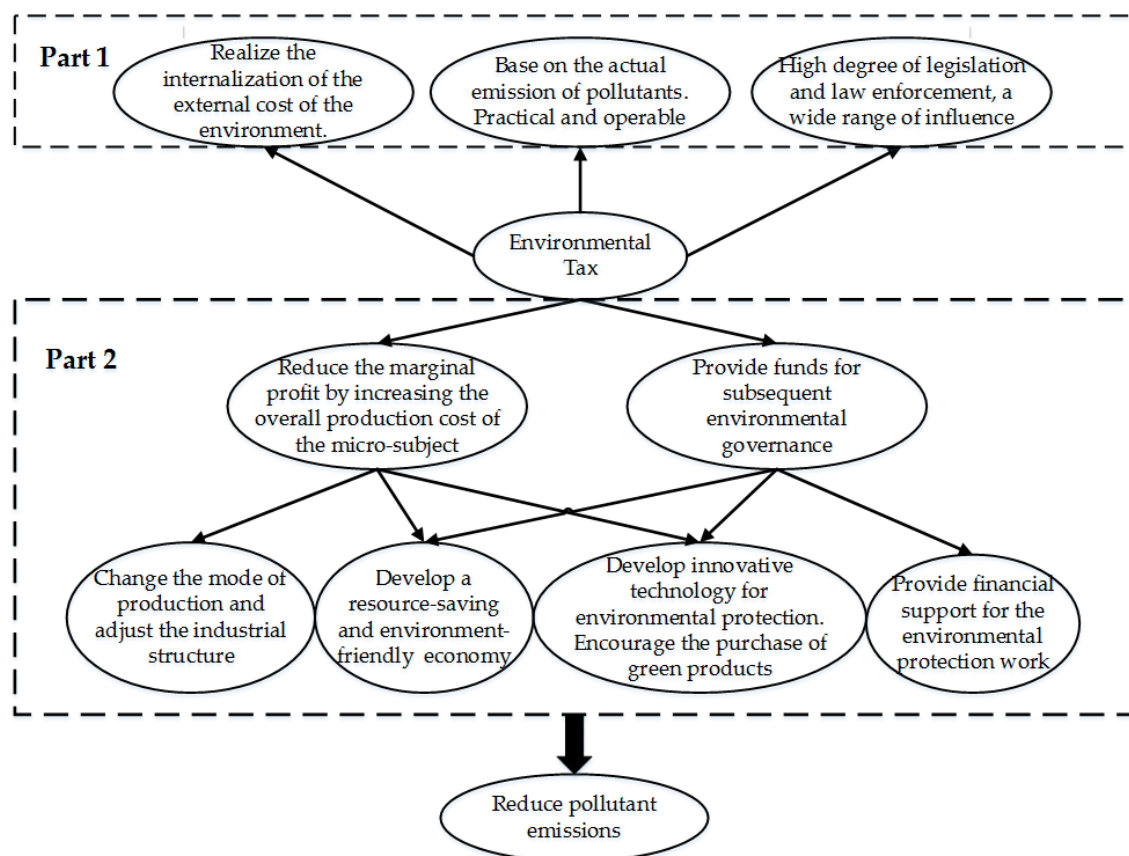 Part 1
Realize the
internalization of the
external cost of the
environment.
Base on the actual
emission of pollutants.
Practical and operable
High degree of legislation
and law enforcement, a
wide range of influence
Environmental
Tax
Part 2
Reduce the marginal
profit by increasing the
overall production cost of
the micro-subject
Provide funds for
subsequent
environmental
governance
Change the mode of
production and
adjust the industrial
structure
Develop a
resource-saving
and environment-
friendly economy
Develop innovative
technology for
environmental protection.
Encourage the purchase of
green products
Provide financial
support for the
environmental
protection work
Reduce pollutant
emissions